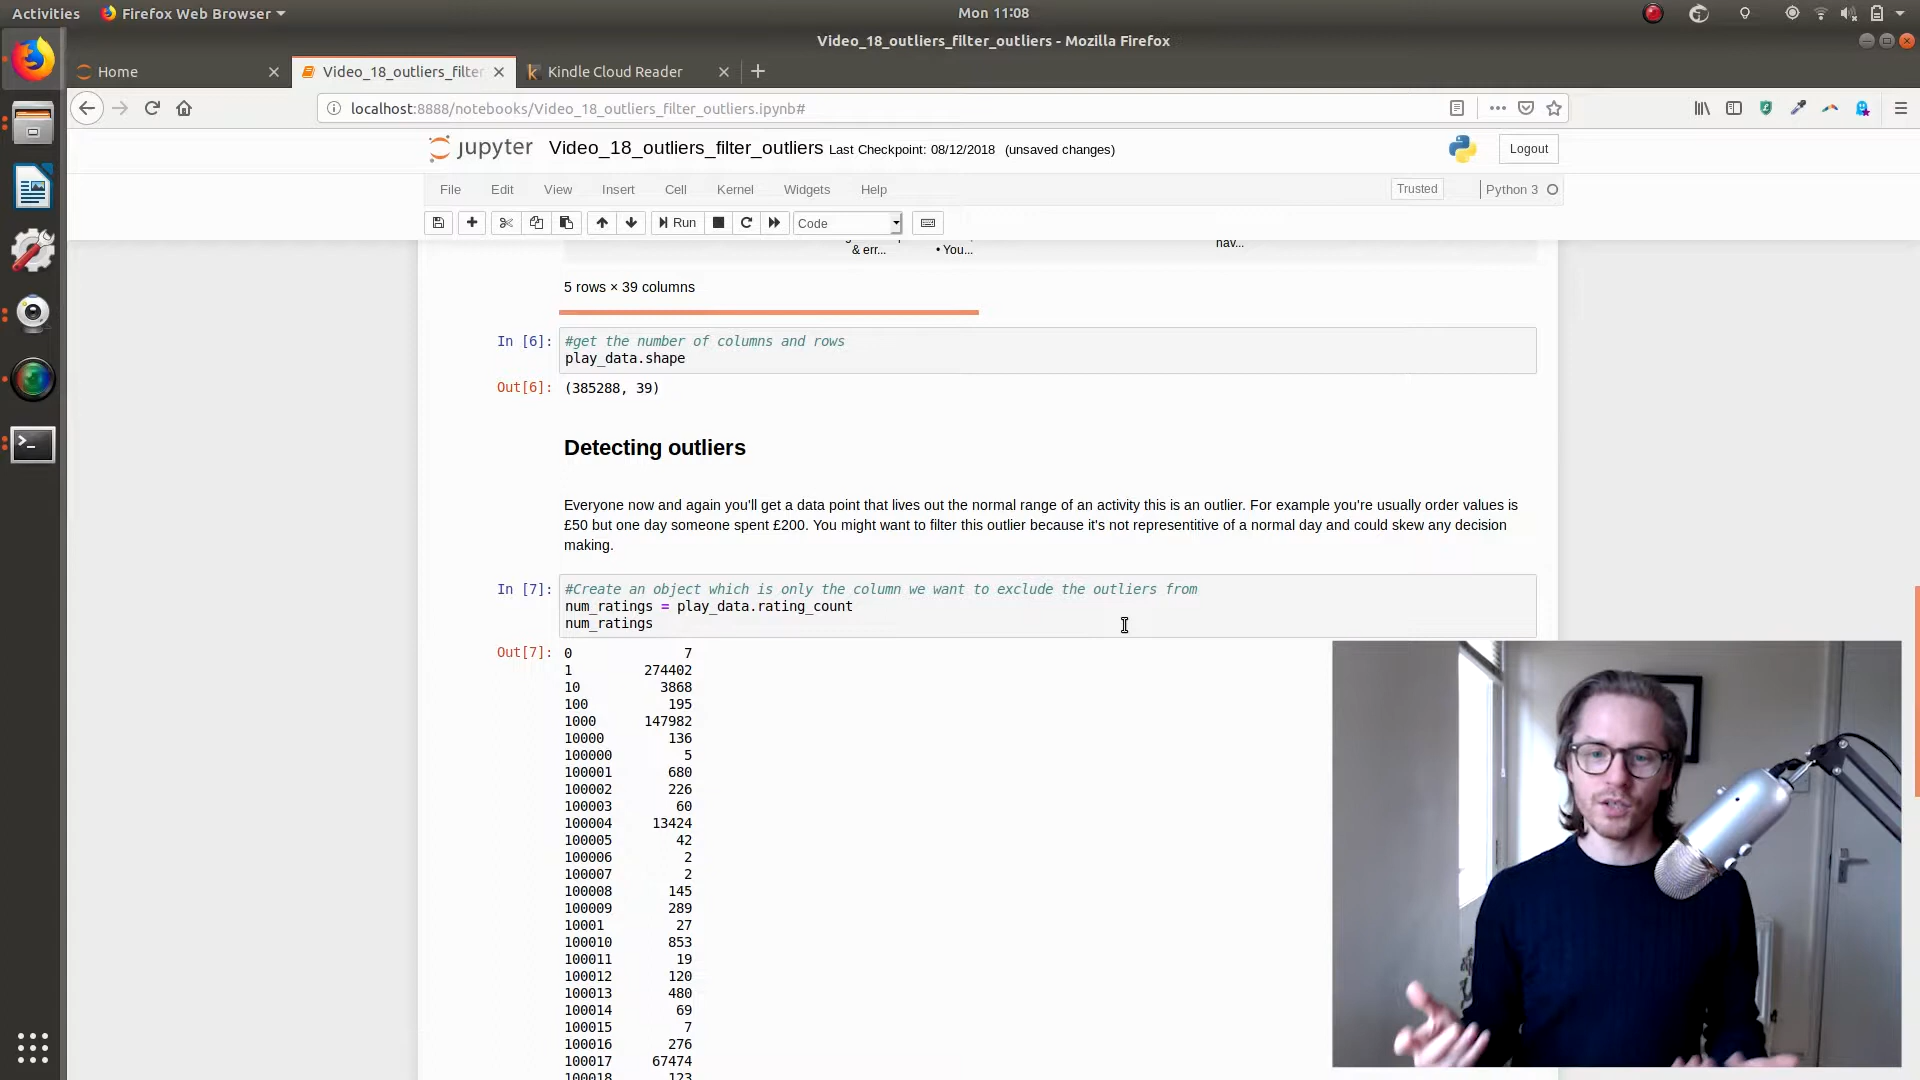 Activities Firefox Web Browser Mon 11:08
Video_18_outliers_filter_outliers - Mozilla Firefox
Home Video_18_outliers_filter Kindle Cloud Reader
localhost:8888/notebooks/Video_18_outliers_filter_outliers.ipynb#
jupyter Video_18_outliers_filter_outliers Last Checkpoint: 08/12/2018 (unsaved changes) Logout
File Edit View Insert Cell Kernel Widgets Help Trusted Python 3
Run Code
& err... • You... nav...
5 rows × 39 columns
In [6]: #get the number of columns and rows
play_data.shape
Out[6]: (385288, 39)
Detecting outliers
Everyone now and again you'll get a data point that lives out the normal range of an activity this is an outlier. For example you're usually order values is
£50 but one day someone spent £200. You might want to filter this outlier because it's not representitive of a normal day and could skew any decision
making.
In [7]: #Create an object which is only the column we want to exclude the outliers from
num_ratings = play_data.rating_count
num_ratings
Out[7]: 0 7
1 274402
10 3868
100 195
1000 147982
10000 136
100000 5
100001 680
100002 226
100003 60
100004 13424
100005 42
100006 2
100007 2
100008 145
100009 289
10001 27
100010 853
100011 19
100012 120
100013 480
100014 69
100015 7
100016 276
100017 67474
100018 123